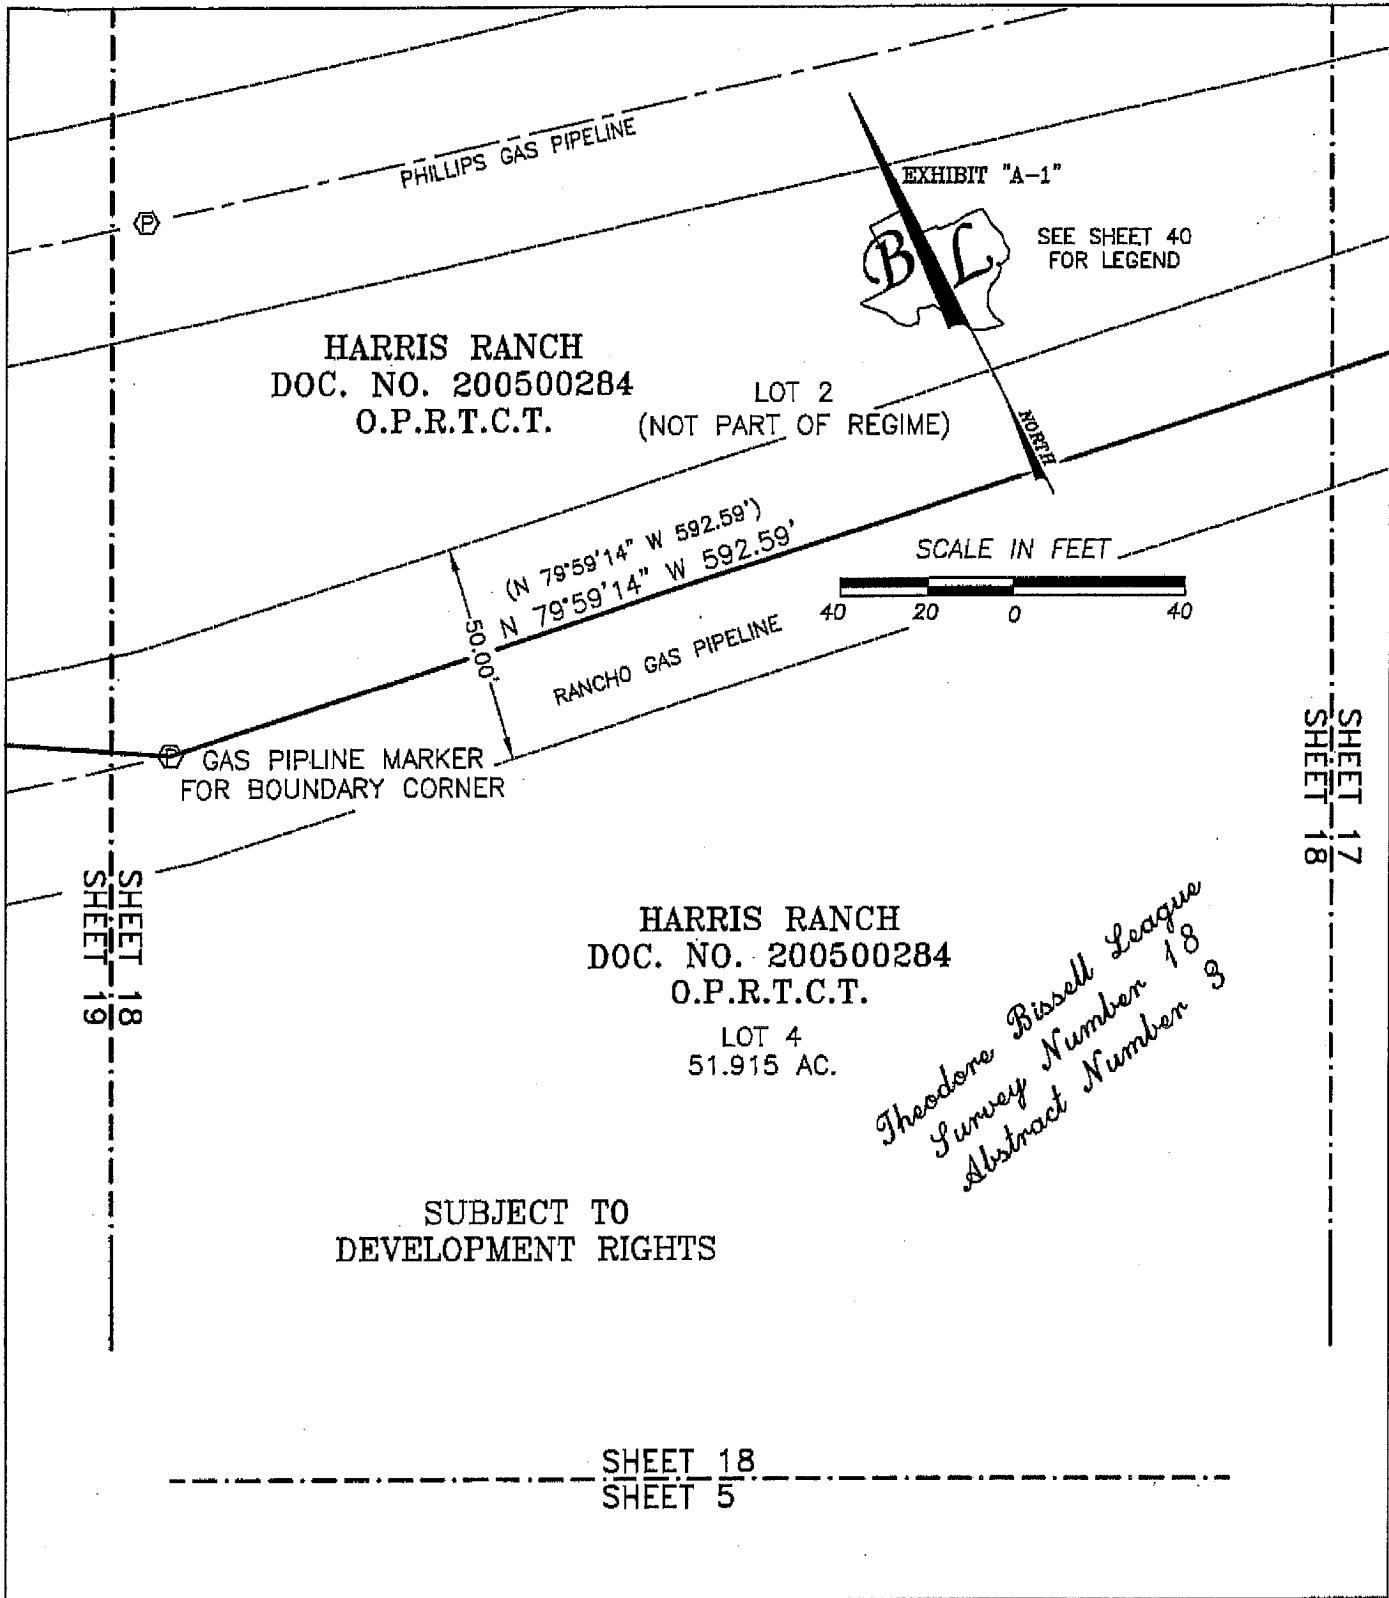 PHILLIPS GAS PIPELINE
EXHIBIT "A-1"
B L
SEE SHEET 40
FOR LEGEND
HARRIS RANCH
DOC. NO. 200500284
O.P.R.T.C.T.
LOT 2
(NOT PART OF REGIME)
NORTH
(N 79°59'14" W 592.59')
N 79°59'14" W 592.59'
50.00'
SCALE IN FEET
40 20 0 40
RANCHO GAS PIPELINE
P
P
GAS PIPLINE MARKER
FOR BOUNDARY CORNER
SHEET 17
SHEET 18
SHEET 18
SHEET 19
HARRIS RANCH
DOC. NO. 200500284
O.P.R.T.C.T.
LOT 4
51.915 AC.
Theodore Bissell League
Survey Number 18
Abstract Number 3
SUBJECT TO
DEVELOPMENT RIGHTS
SHEET 18
SHEET 5